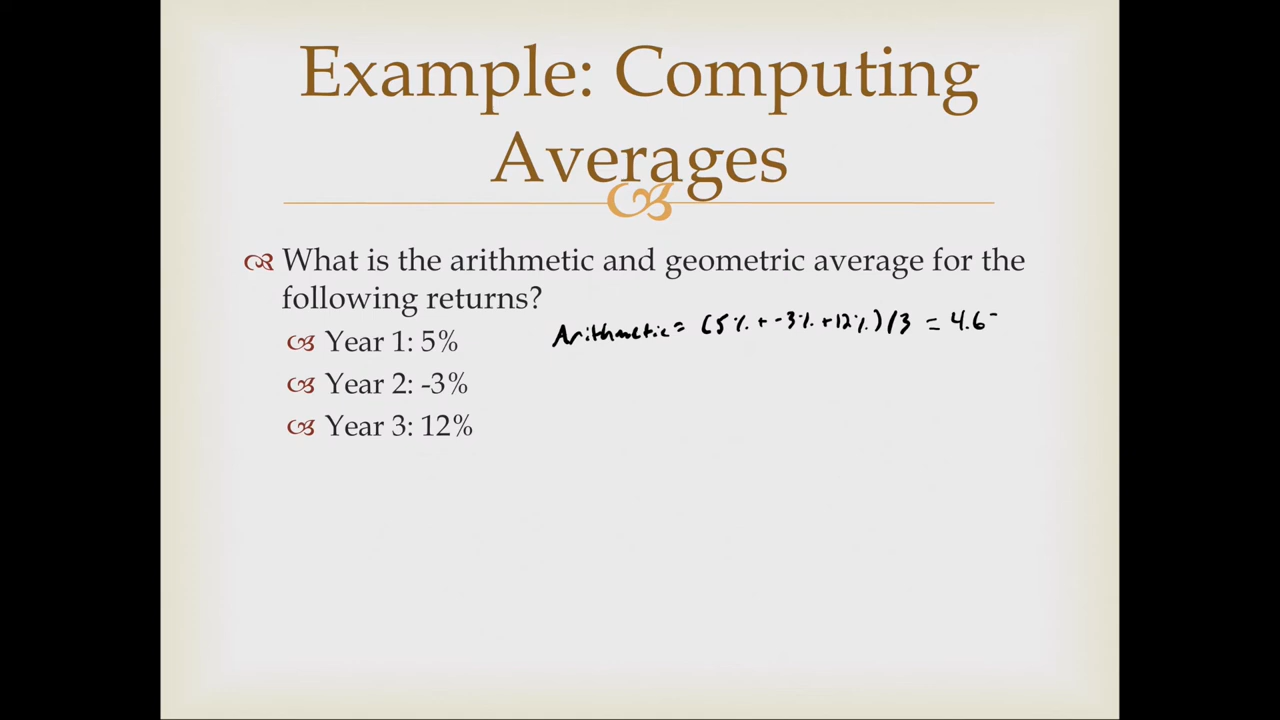 Example: Computing
Averages
What is the arithmetic and geometric average for the
following returns?
Arithmetic = (5% + -3% + 12%)/3 = 4.6
Year 1: 5%
Year 2: -3%
Year 3: 12%